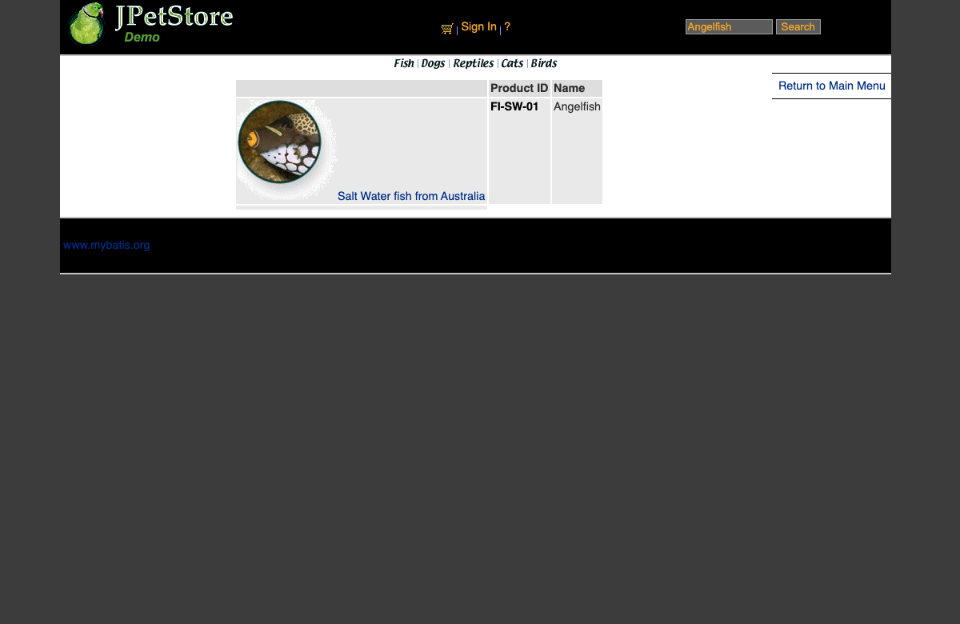 JPetStore
Demo
Sign In | ?
Angelfish Search
Fish | Dogs | Reptiles | Cats | Birds
Return to Main Menu
Product ID Name
FI-SW-01 Angelfish
Salt Water fish from Australia
www.mybatis.org